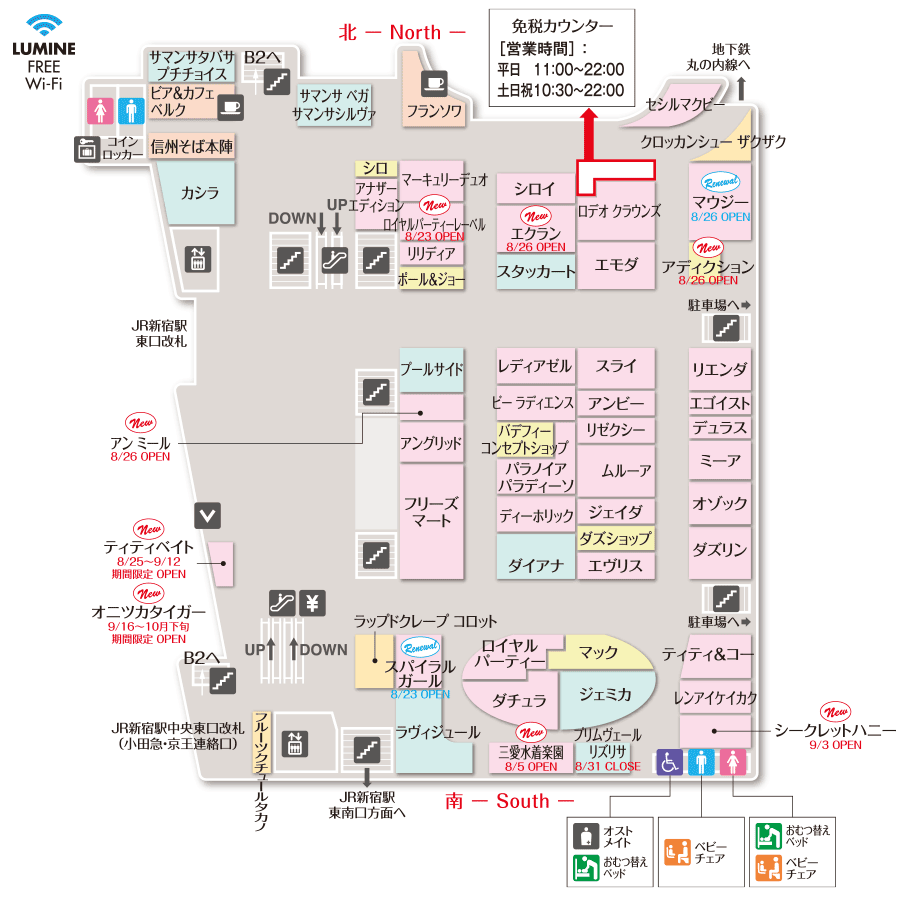 LUMINE
FREE
Wi-Fi
北 ー North ー
免税カウンター
［営業時間］：
平日 11:00~22:00
土日祝10:30~22:00
地下鉄
丸の内線へ
サマンサタバサ
プチチョイス
B2へ
ビア&カフェ
ベルク
サマンサ ベガ
サマンサシルヴァ
フランソワ
セシルマクビー
コイン
ロッカー
信州そば本陣
クロッカンシュー ザクザク
カシラ
シロ
アナザー
エディション
マーキュリーデュオ
New
ロイヤルパーティーレーベル
8/23 OPEN
リリディア
ポール&ジョー
シロイ
New
エクラン
8/26 OPEN
スタッカート
ロデオ クラウンズ
エモダ
Renewal
マウジー
8/26 OPEN
New
アディクション
8/26 OPEN
DOWN
UP
駐車場へ
JR新宿駅
東口改札
プールサイド
レディアゼル
スライ
リエンダ
ビー ラディエンス
アンビー
エゴイスト
New
アン ミール
8/26 OPEN
アングリッド
バデフィー
コンセプトショップ
リゼクシー
デュラス
パラノイア
パラディーソ
ムルーア
ミーア
フリーズ
マート
ディーホリック
ジェイダ
オゾック
ダイアナ
ダズショップ
エヴリス
ダズリン
New
ティティベイト
8/25~9/12
期間限定 OPEN
New
オニツカタイガー
9/16~10月下旬
期間限定 OPEN
¥
駐車場へ
UP
DOWN
ラップドクレープ コロット
B2へ
Renewal
スパイラル
ガール
8/23 OPEN
ロイヤル
パーティー
マック
ティティ&コー
ダチュラ
ジェミカ
レンアイケイカク
JR新宿駅中央東口改札
（小田急・京王連絡口）
フルーツクチュールタカノ
ラヴィジュール
New
三愛水着楽園
8/5 OPEN
プリムヴェール
リズリサ
8/31 CLOSE
New
シークレットハニー
9/3 OPEN
JR新宿駅
東南口方面へ
南 ー South ー
オスト
メイト
おむつ替え
ベッド
ベビー
チェア
おむつ替え
ベッド
ベビー
チェア